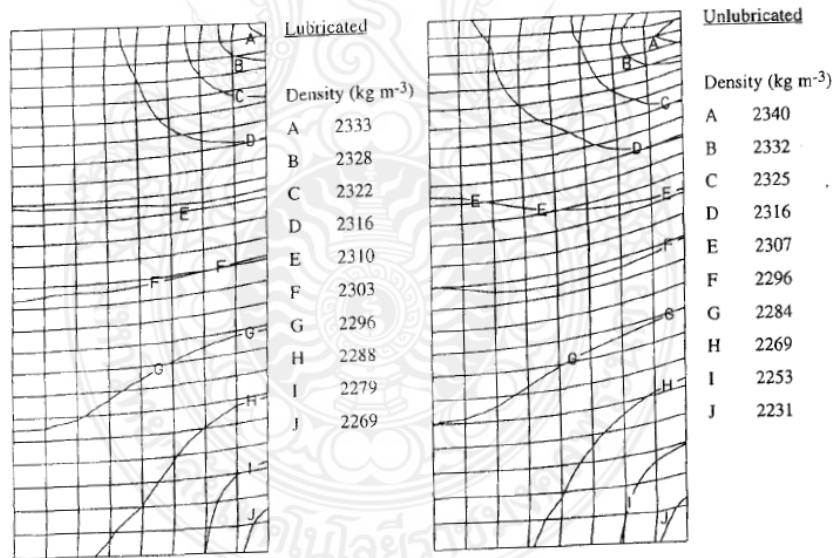 A
B
C
D
E
F
F
G
G
H
I
J
Lubricated
Density (kg m-3)
A 2333
B 2328
C 2322
D 2316
E 2310
F 2303
G 2296
H 2288
I 2279
J 2269
A
B
C
D
E
E
E
F
G
G
H
I
J
Unlubricated
Density (kg m-3)
A 2340
B 2332
C 2325
D 2316
E 2307
F 2296
G 2284
H 2269
I 2253
J 2231